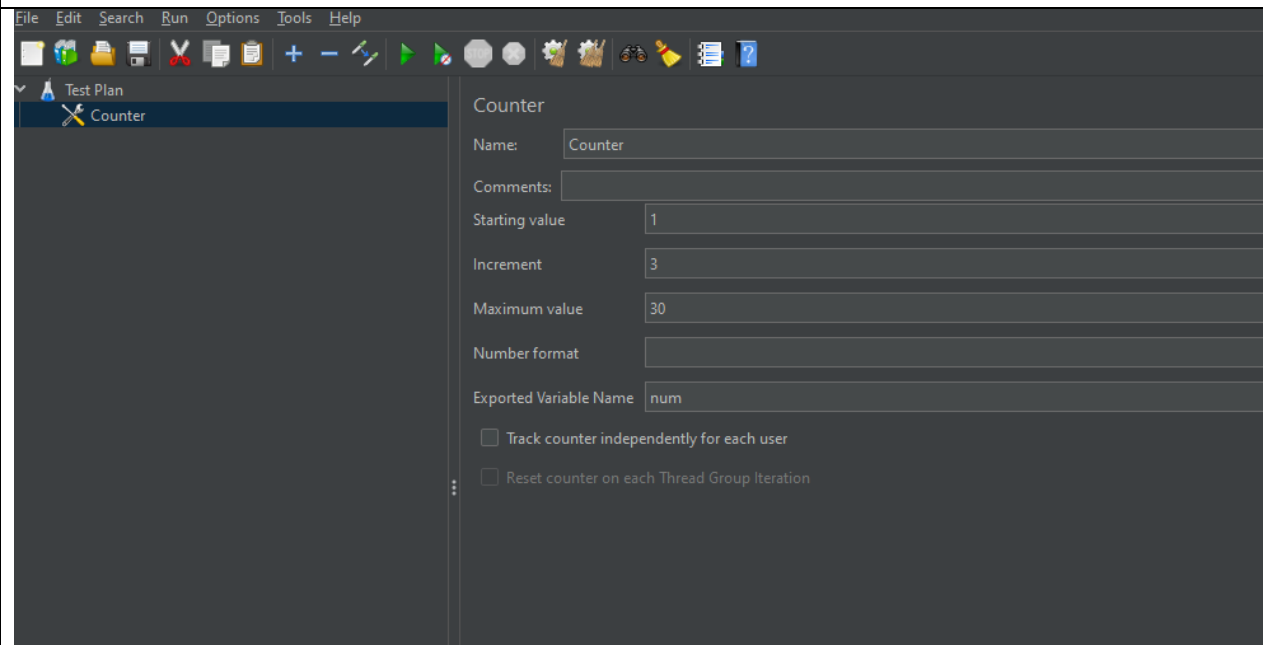 File Edit Search Run Options Tools Help
STOP
?
Test Plan
Counter
Counter
Name: Counter
Comments:
Starting value 1
Increment 3
Maximum value 30
Number format
Exported Variable Name num
Track counter independently for each user
Reset counter on each Thread Group Iteration